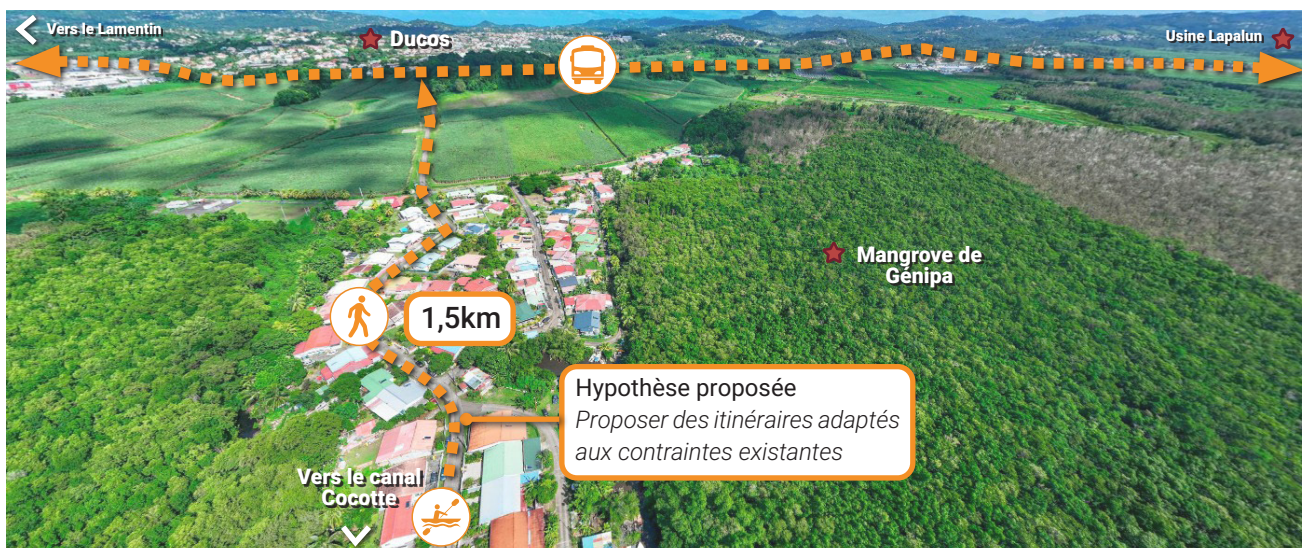 Vers le Lamentin
Ducos
Usine Lapalun
Mangrove de
Génipa
1,5km
Hypothèse proposée
Proposer des itinéraires adaptés
aux contraintes existantes
Vers le canal
Cocotte